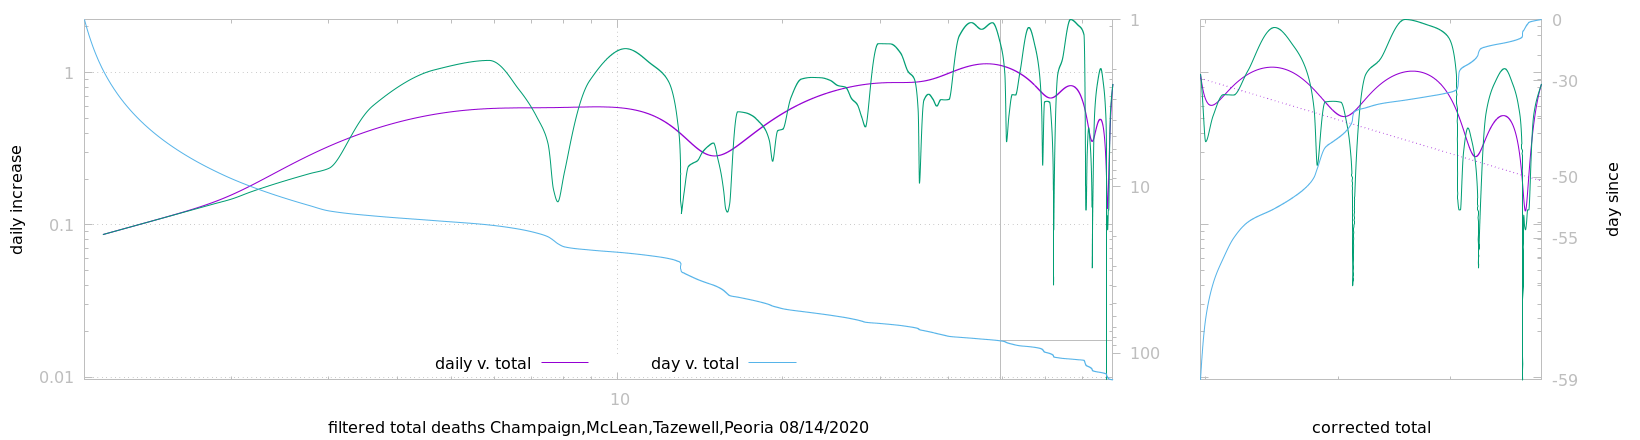 daily increase
1
0.1
0.01
10
1
10
100
daily v. total
day v. total
filtered total deaths Champaign,McLean,Tazewell,Peoria 08/14/2020
0
-30
-50
-55
-59
day since
corrected total